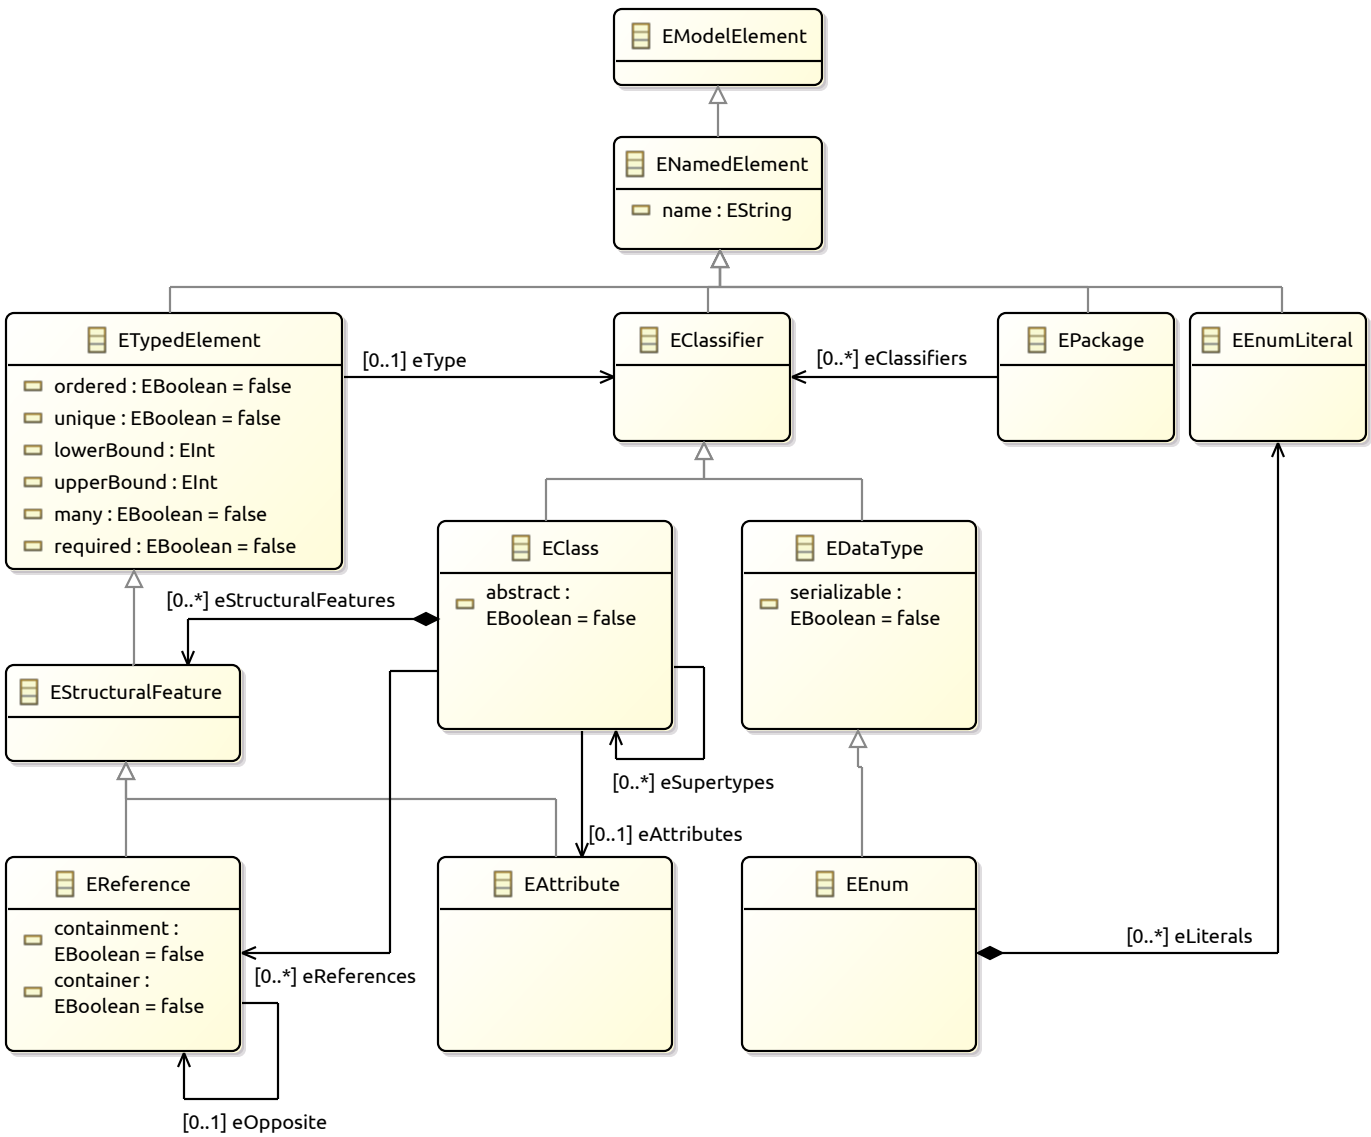 EModelElement
ENamedElement
name : EString
ETypedElement
ordered : EBoolean = false
unique : EBoolean = false
lowerBound : EInt
upperBound : EInt
many : EBoolean = false
required : EBoolean = false
[0..1] eType
EClassifier
[0..*] eClassifiers
EPackage
EEnumLiteral
EClass
abstract :
EBoolean = false
EDataType
serializable :
EBoolean = false
[0..*] eStructuralFeatures
EStructuralFeature
[0..*] eSupertypes
[0..1] eAttributes
EReference
containment :
EBoolean = false
container :
EBoolean = false
[0..*] eReferences
EAttribute
EEnum
[0..*] eLiterals
[0..1] eOpposite